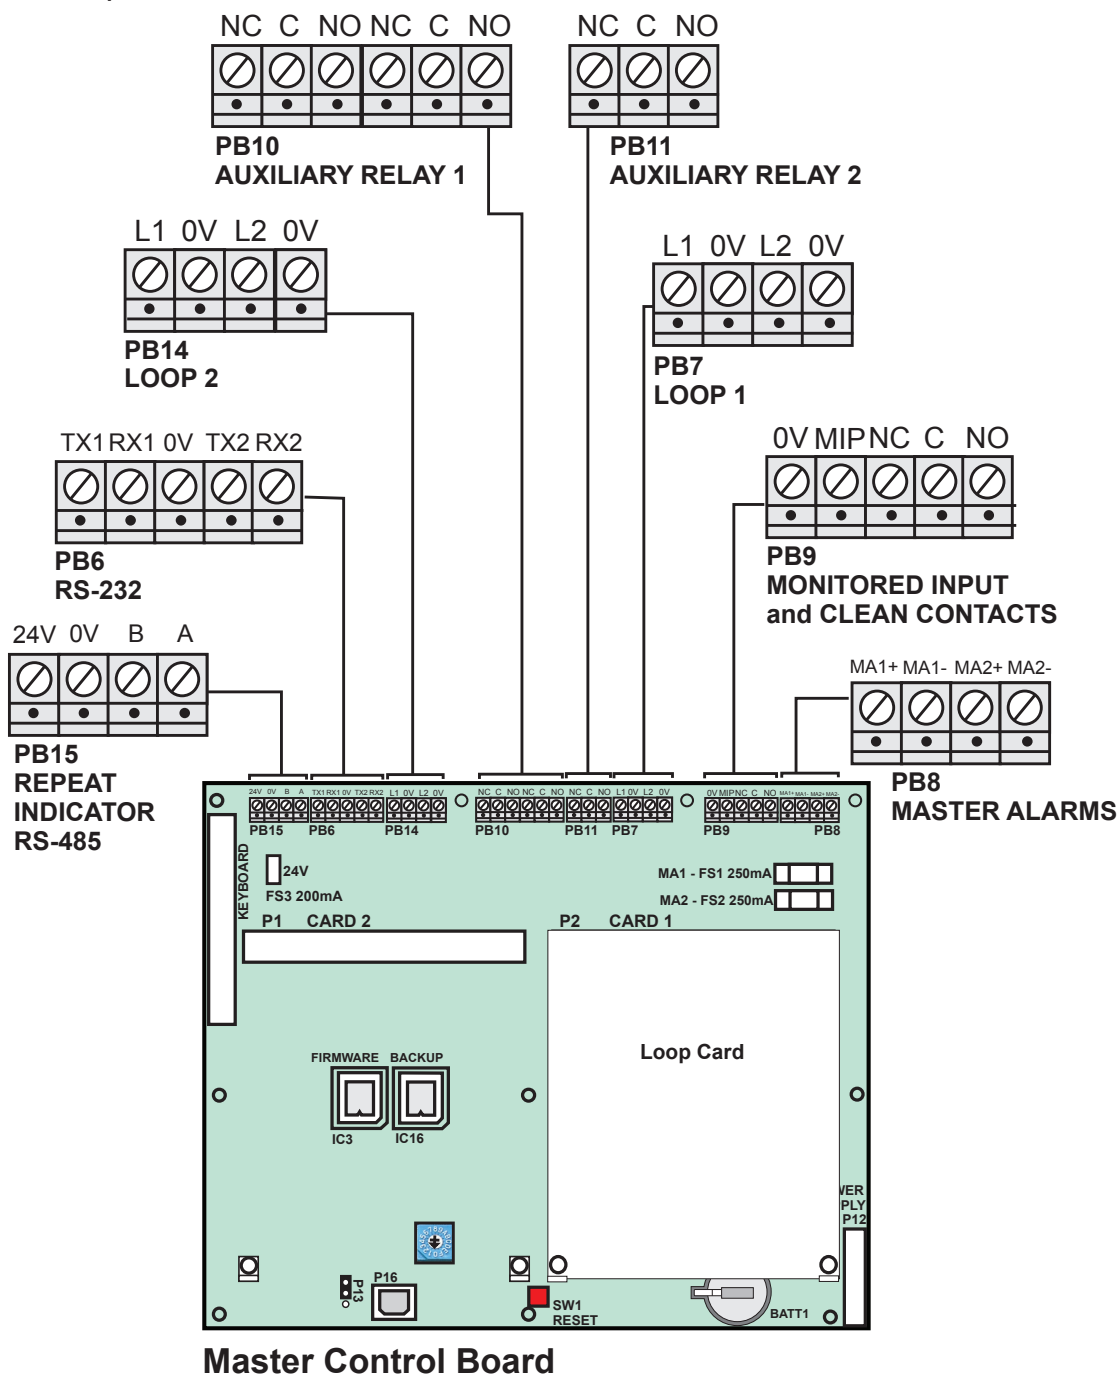 NC C NO NC C NO
NC C NO
PB10
AUXILIARY RELAY 1
PB11
AUXILIARY RELAY 2
L1 0V L2 0V
PB14
LOOP 2
L1 0V L2 0V
PB7
LOOP 1
TX1 RX1 0V TX2 RX2
PB6
RS-232
0V MIP NC C NO
PB9
MONITORED INPUT
and CLEAN CONTACTS
24V 0V B A
PB15
REPEAT
INDICATOR
RS-485
MA1+ MA1- MA2+ MA2-
PB8
MASTER ALARMS
24V 0V B A TX1 RX1 0V TX2 RX2 L1 0V L2 0V NC C NO NC C NO NC C NO L1 0V L2 0V 0V MIP NC C NO MA1+ MA1- MA2+ MA2-
PB15 PB6 PB14 PB10 PB11 PB7 PB9 PB8
KEYBOARD
24V
FS3 200mA
MA1 - FS1 250mA
MA2 - FS2 250mA
P1 CARD 2
P2 CARD 1
Loop Card
FIRMWARE BACKUP
IC3 IC16
WER
PLY
P12
P13
P16
SW1
RESET
BATT1
Master Control Board